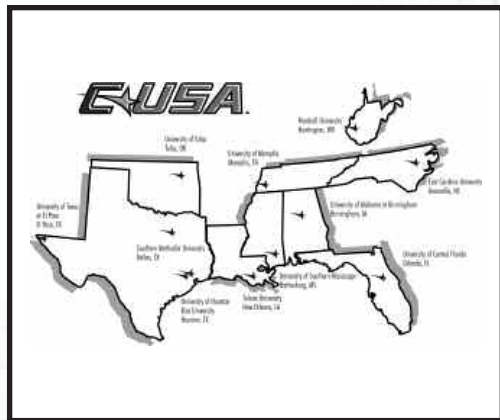 C USA
Marshall University
Huntington, WV
University of Tulsa
Tulsa, OK
University of Memphis
Memphis, TN
East Carolina University
Greenville, NC
University of Texas
at El Paso
El Paso, TX
University of Alabama at Birmingham
Birmingham, Al
Southern Methodist University
Dallas, TX
University of Central Florida
Orlando, FL
University of Southern Mississippi
Hattiesburg, MS
University of Houston
Rice University
Houston, TX
Tulane University
New Orleans, LA